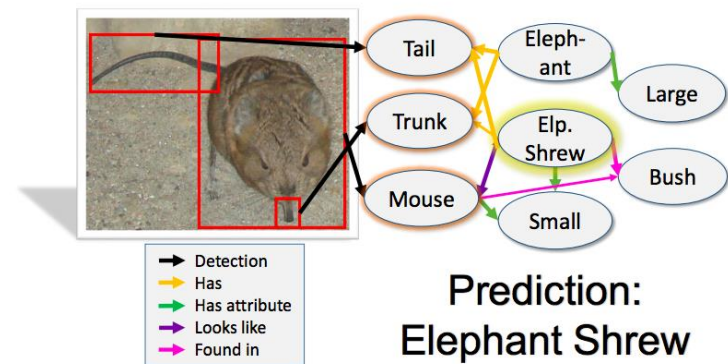 Tail
Eleph-
ant
Large
Trunk
Elp.
Shrew
Bush
Mouse
Small
Detection
Has
Has attribute
Looks like
Found in
Prediction:
Elephant Shrew